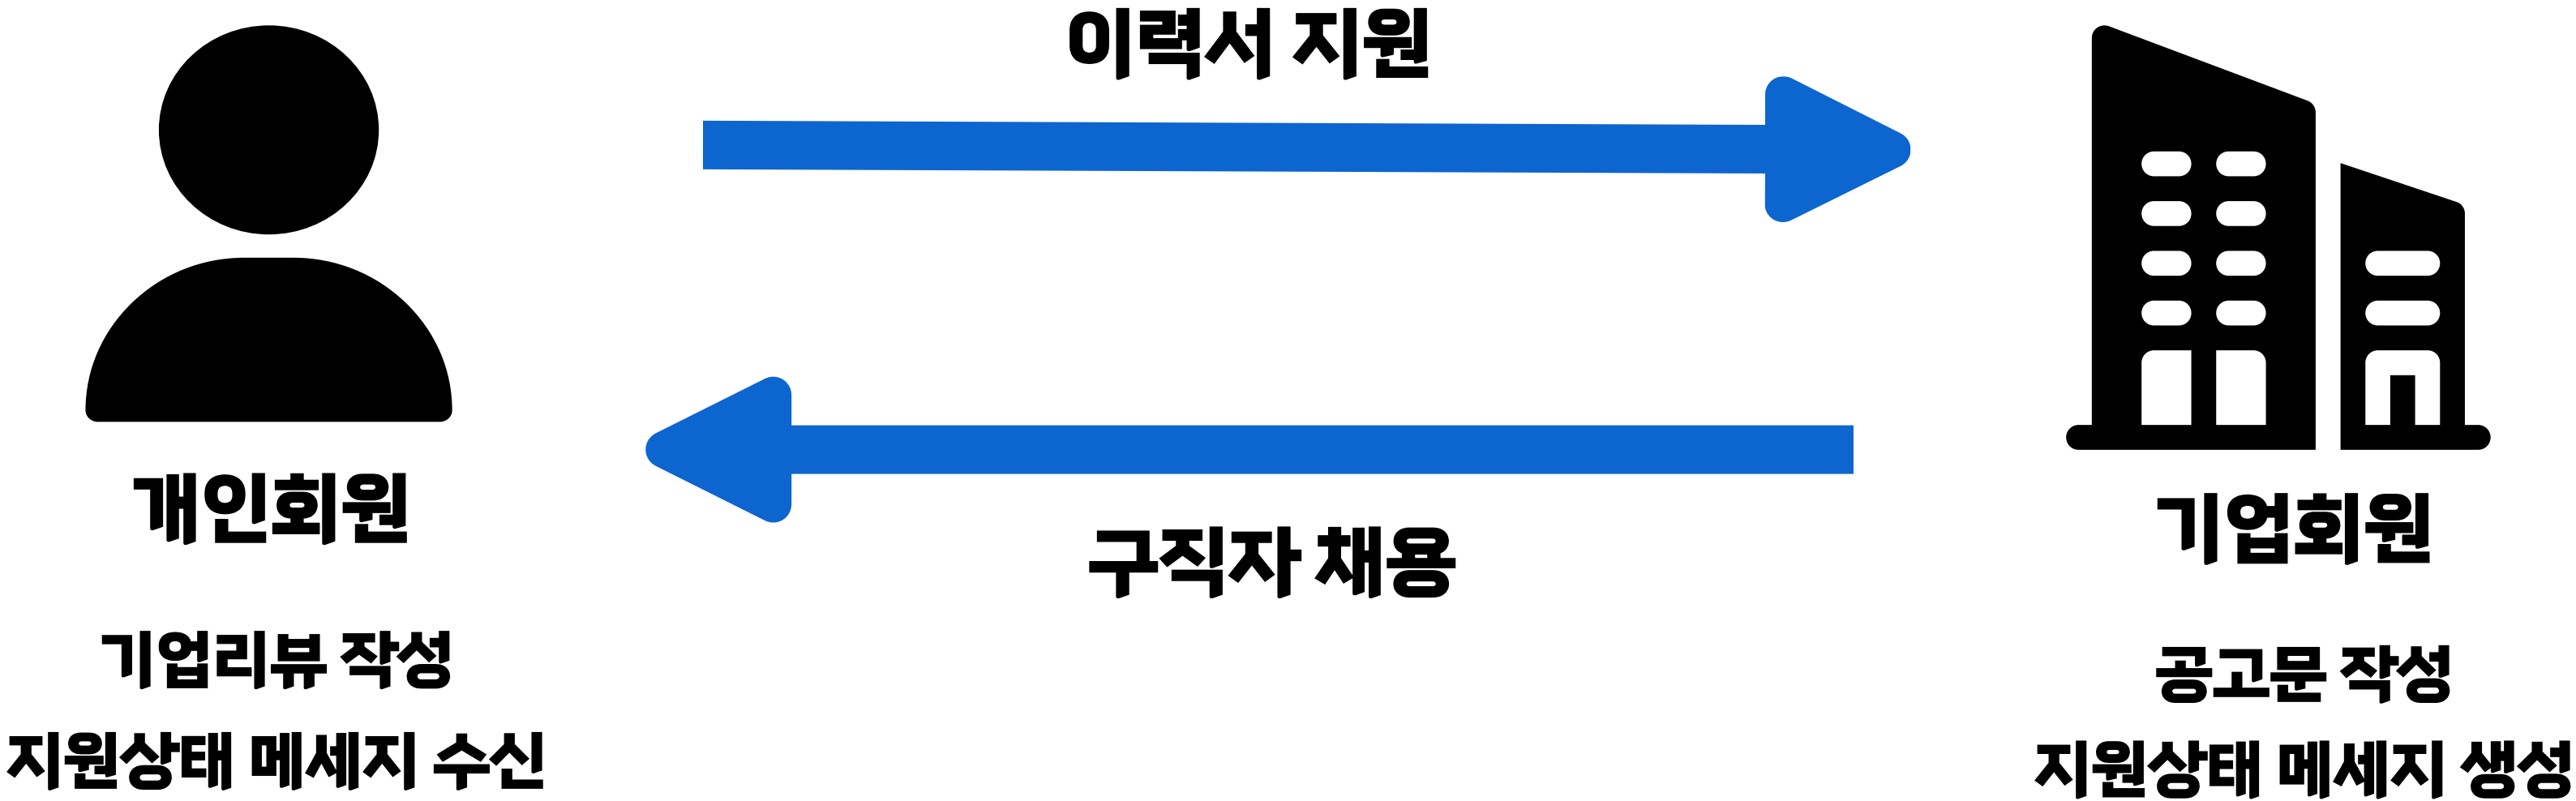 이력서 지원
구직자 채용
개인회원
기업리뷰 작성
지원상태 메세지 수신
기업회원
공고문 작성
지원상태 메세지 생성